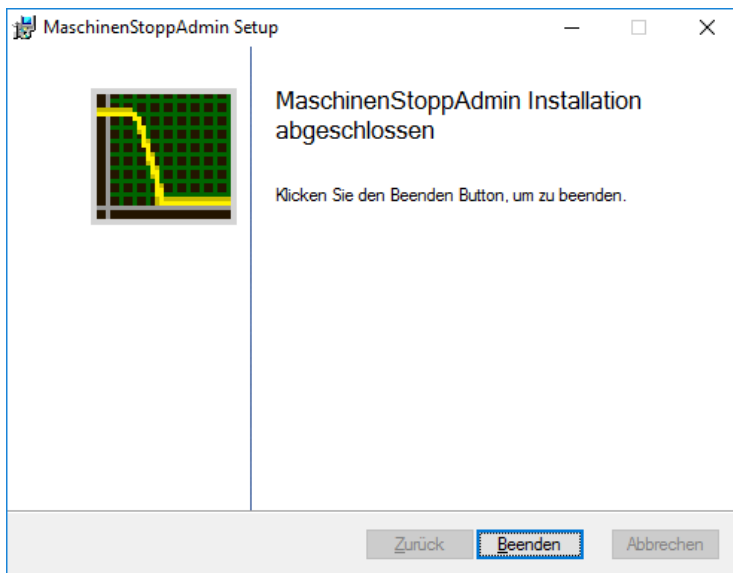 MaschinenStoppAdmin Setup
MaschinenStoppAdmin Installation
abgeschlossen
Klicken Sie den Beenden Button, um zu beenden.
Zurück
Beenden
Abbrechen